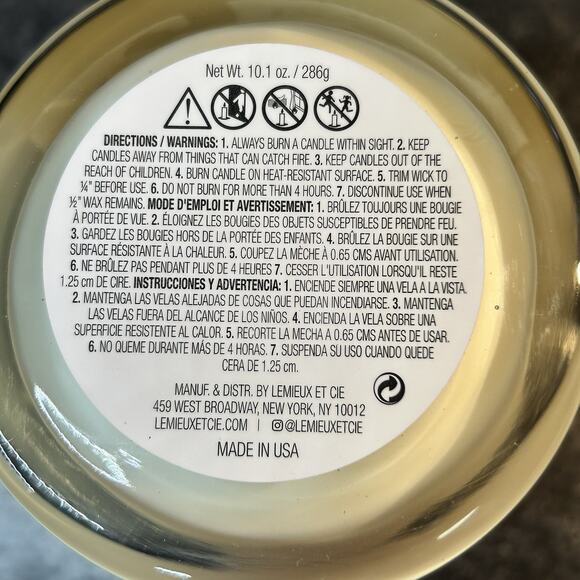 Net Wt. 10.1 oz. / 286g
DIRECTIONS / WARNINGS: 1. ALWAYS BURN A CANDLE WITHIN SIGHT. 2. KEEP
CANDLES AWAY FROM THINGS THAT CAN CATCH FIRE. 3. KEEP CANDLES OUT OF THE
REACH OF CHILDREN. 4. BURN CANDLE ON HEAT-RESISTANT SURFACE. 5. TRIM WICK TO
¼" BEFORE USE. 6. DO NOT BURN FOR MORE THAN 4 HOURS. 7. DISCONTINUE USE WHEN
½" WAX REMAINS. MODE D'EMPLOI ET AVERTISSEMENT: 1. BRÛLEZ TOUJOURS UNE BOUGIE
À PORTÉE DE VUE. 2. ÉLOIGNEZ LES BOUGIES DES OBJETS SUSCEPTIBLES DE PRENDRE FEU.
3. GARDEZ LES BOUGIES HORS DE LA PORTÉE DES ENFANTS. 4. BRÛLEZ LA BOUGIE SUR UNE
SURFACE RÉSISTANTE À LA CHALEUR. 5. COUPEZ LA MÈCHE À 0.65 CMS AVANT UTILISATION.
6. NE BRÛLEZ PAS PENDANT PLUS DE 4 HEURES 7. CESSER L'UTILISATION LORSQU'IL RESTE
1.25 cm DE CIRE. INSTRUCCIONES Y ADVERTENCIA: 1. ENCIENDE SIEMPRE UNA VELA A LA VISTA.
2. MANTENGA LAS VELAS ALEJADAS DE COSAS QUE PUEDAN INCENDIARSE. 3. MANTENGA
LAS VELAS FUERA DEL ALCANCE DE LOS NIÑOS. 4. ENCIENDA LA VELA SOBRE UNA
SUPERFICIE RESISTENTE AL CALOR. 5. RECORTE LA MECHA A 0.65 CMS ANTES DE USAR.
6. NO QUEME DURANTE MÁS DE 4 HORAS. 7. SUSPENDA SU USO CUANDO QUEDE
CERA DE 1.25 cm.
MANUF. & DISTR. BY LEMIEUX ET CIE
459 WEST BROADWAY, NEW YORK, NY 10012
LEMIEUXETCIE.COM | @LEMIEUXETCIE
MADE IN USA